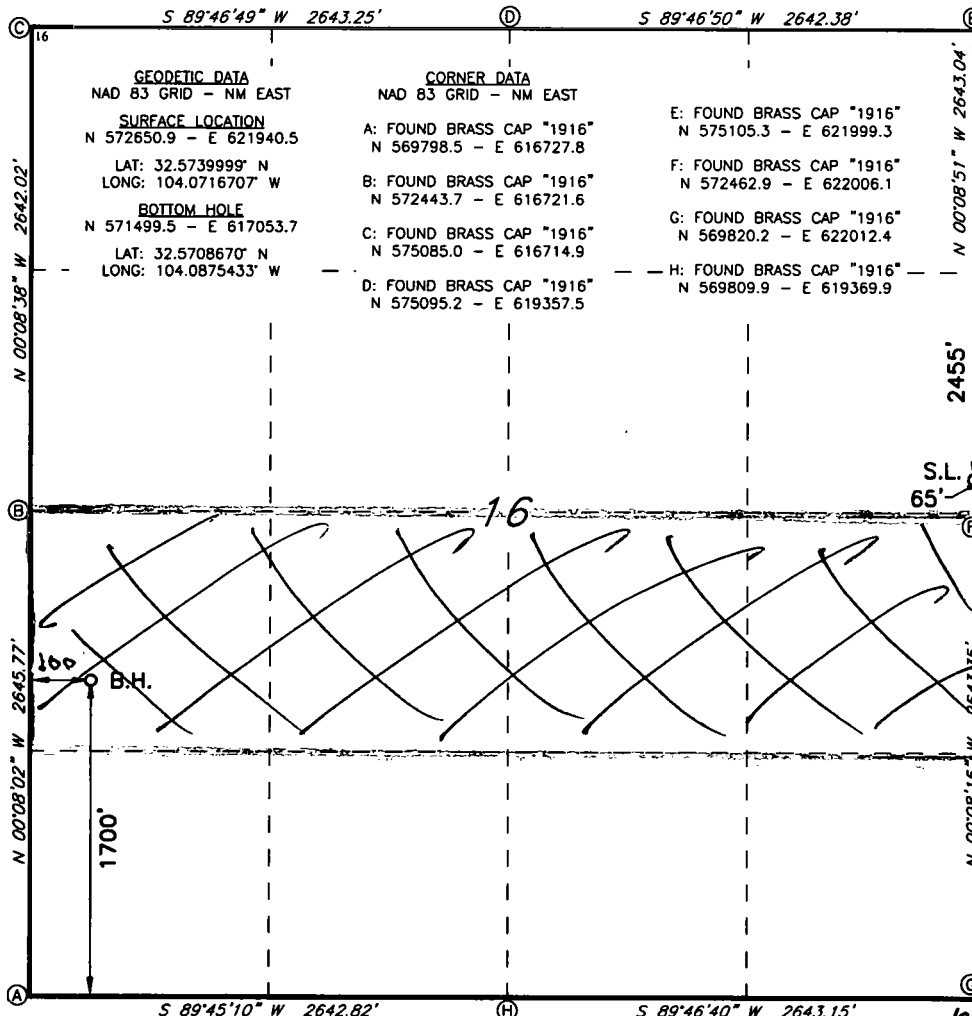 S 89°46'49" W 2643.25'
S 89°46'50" W 2642.38'
C
D
16
GEODETIC DATA
NAD 83 GRID - NM EAST
SURFACE LOCATION
N 572650.9 - E 621940.5
LAT: 32.5739999° N
LONG: 104.0716707° W
BOTTOM HOLE
N 571499.5 - E 617053.7
LAT: 32.5708670° N
LONG: 104.0875433° W
CORNER DATA
NAD 83 GRID - NM EAST
A: FOUND BRASS CAP "1916"
N 569798.5 - E 616727.8
B: FOUND BRASS CAP "1916"
N 572443.7 - E 616721.6
C: FOUND BRASS CAP "1916"
N 575085.0 - E 616714.9
D: FOUND BRASS CAP "1916"
N 575095.2 - E 619357.5
E: FOUND BRASS CAP "1916"
N 575105.3 - E 621999.3
F: FOUND BRASS CAP "1916"
N 572462.9 - E 622006.1
G: FOUND BRASS CAP "1916"
N 569820.2 - E 622012.4
H: FOUND BRASS CAP "1916"
N 569809.9 - E 619369.9
N 00°08'38" W 2642.02'
N 00°08'51" W 2643.04'
2455'
S.L.
65'
B
16
F
100
B.H.
N 00°08'02" W 2645.77'
1700'
A
S 89°45'10" W 2642.82'
H
S 89°46'40" W 2643.15'